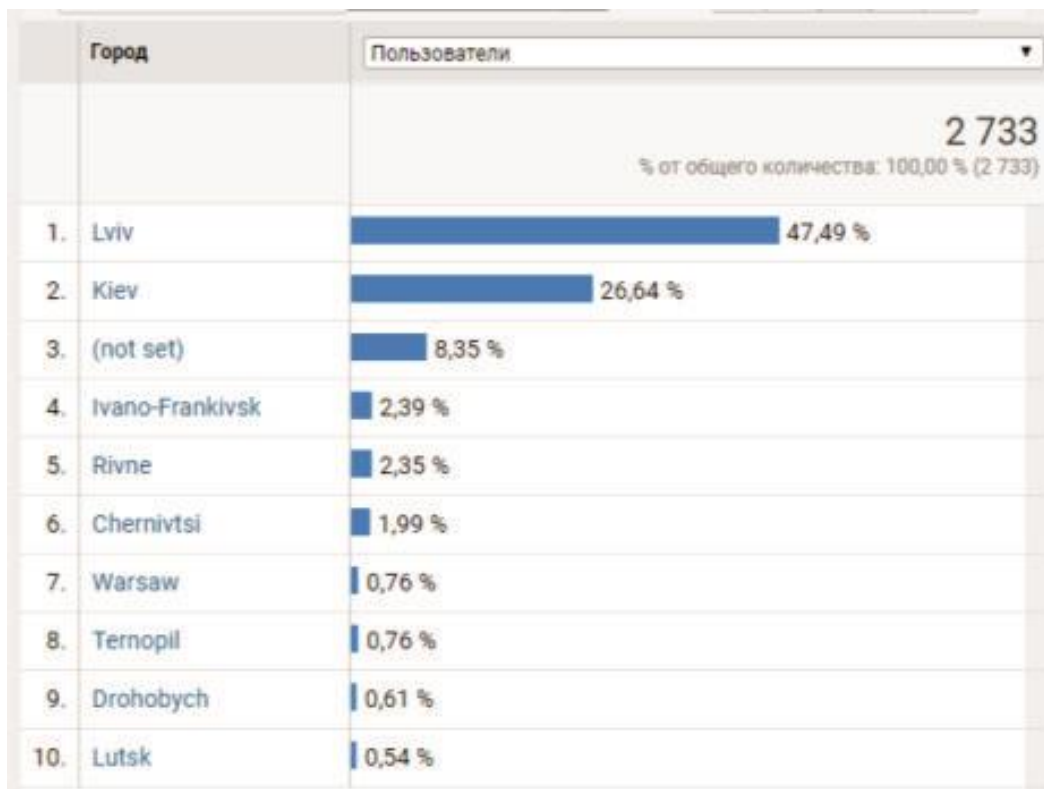 Город Пользователи
2 733
% от общего количества: 100,00 % (2 733)
1. Lviv 47,49 %
2. Kiev 26,64 %
3. (not set) 8,35 %
4. Ivano-Frankivsk 2,39 %
5. Rivne 2,35 %
6. Chernivtsi 1,99 %
7. Warsaw 0,76 %
8. Ternopil 0,76 %
9. Drohobych 0,61 %
10. Lutsk 0,54 %